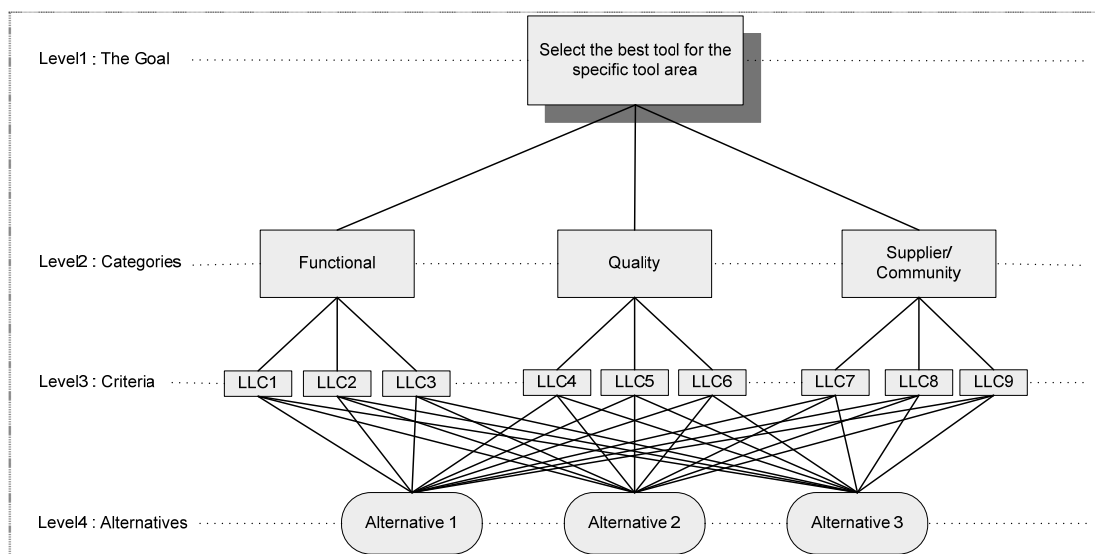 Level1 : The Goal
Select the best tool for the
specific tool area
Level2 : Categories
Functional
Quality
Supplier/
Community
Level3 : Criteria
LLC1
LLC2
LLC3
LLC4
LLC5
LLC6
LLC7
LLC8
LLC9
Level4 : Alternatives
Alternative 1
Alternative 2
Alternative 3